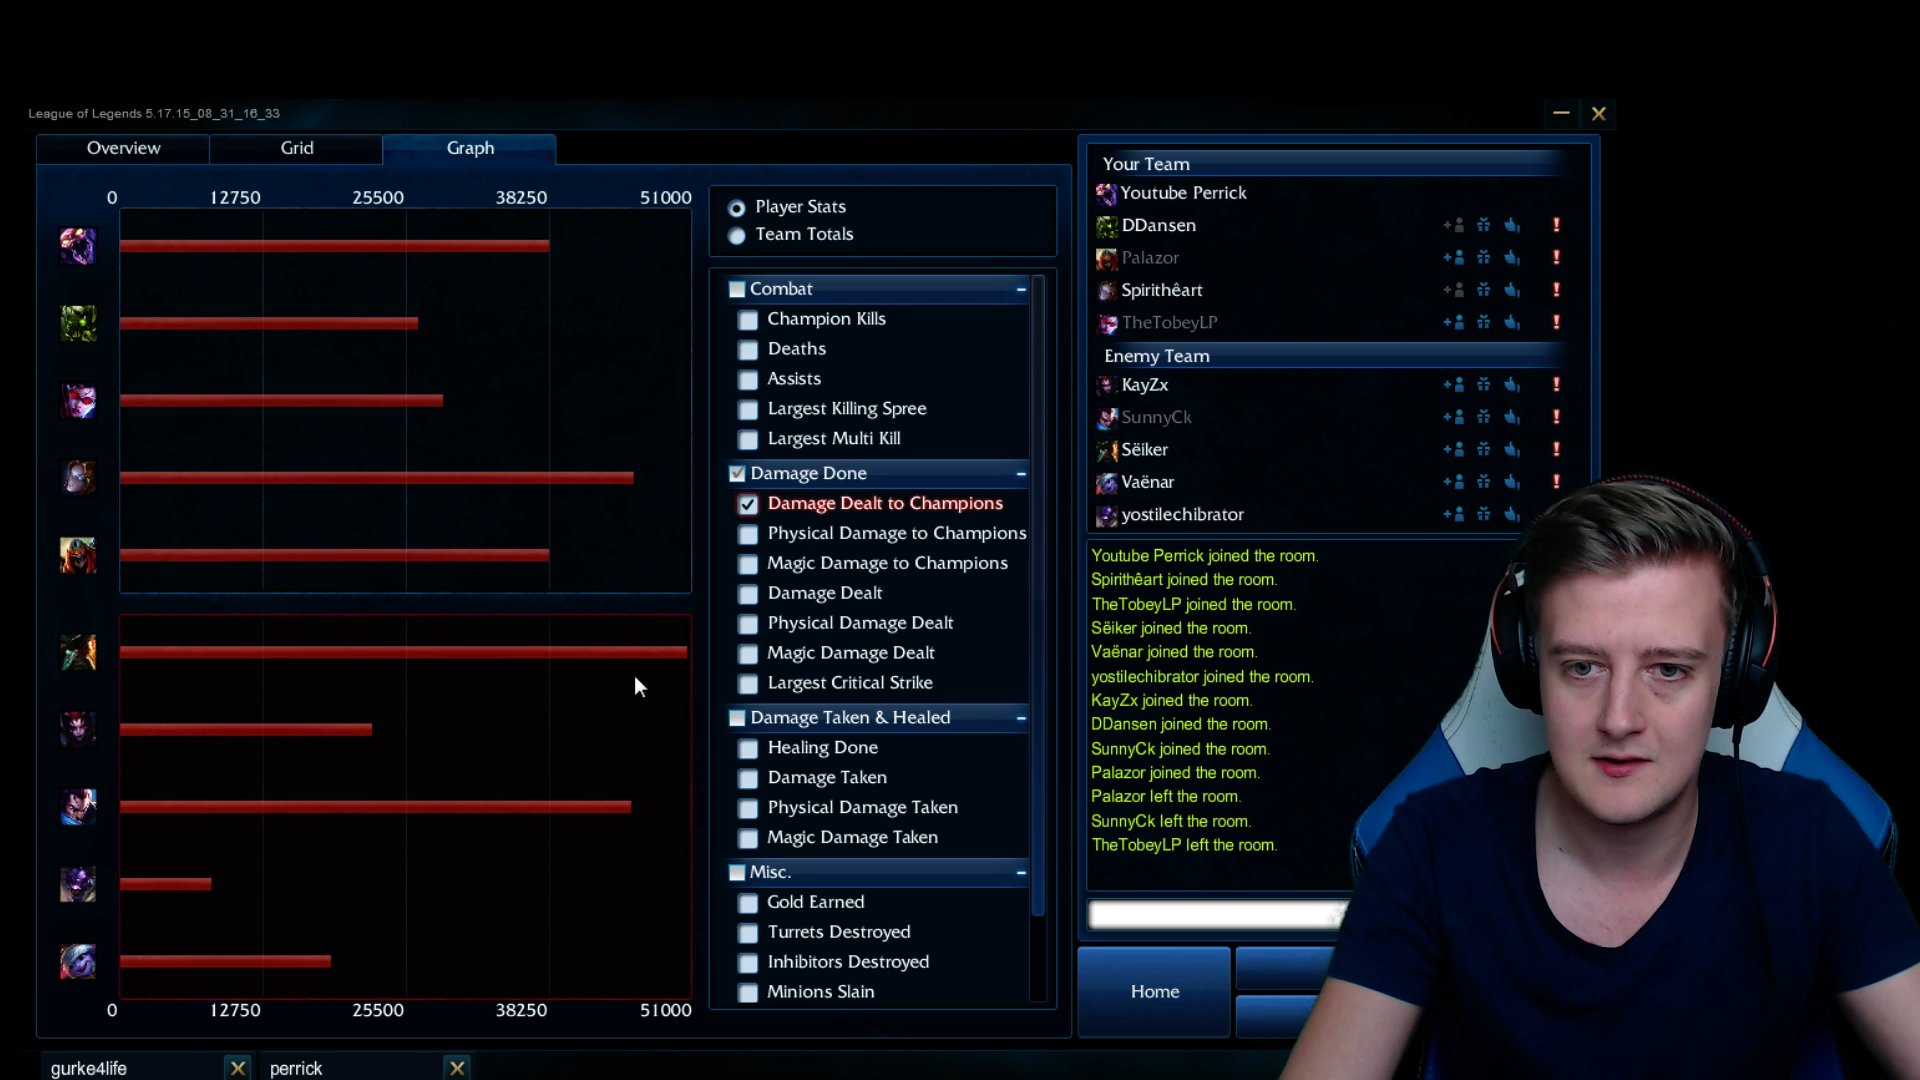 League of Legends 5.17.15_08_31_16_33
Overview
Grid
Graph
0 12750 25500 38250 51000
0 12750 25500 38250 51000
Player Stats
Team Totals
Combat
Champion Kills
Deaths
Assists
Largest Killing Spree
Largest Multi Kill
Damage Done
Damage Dealt to Champions
Physical Damage to Champions
Magic Damage to Champions
Damage Dealt
Physical Damage Dealt
Magic Damage Dealt
Largest Critical Strike
Damage Taken & Healed
Healing Done
Damage Taken
Physical Damage Taken
Magic Damage Taken
Misc.
Gold Earned
Turrets Destroyed
Inhibitors Destroyed
Minions Slain
Your Team
Youtube Perrick
DDansen
Palazor
Spirithêart
TheTobeyLP
Enemy Team
KayZx
SunnyCk
Sëiker
Vaënar
yostilechibrator
Youtube Perrick joined the room.
Spirithêart joined the room.
TheTobeyLP joined the room.
Sëiker joined the room.
Vaënar joined the room.
yostilechibrator joined the room.
KayZx joined the room.
DDansen joined the room.
SunnyCk joined the room.
Palazor joined the room.
Palazor left the room.
SunnyCk left the room.
TheTobeyLP left the room.
Home
gurke4life
perrick